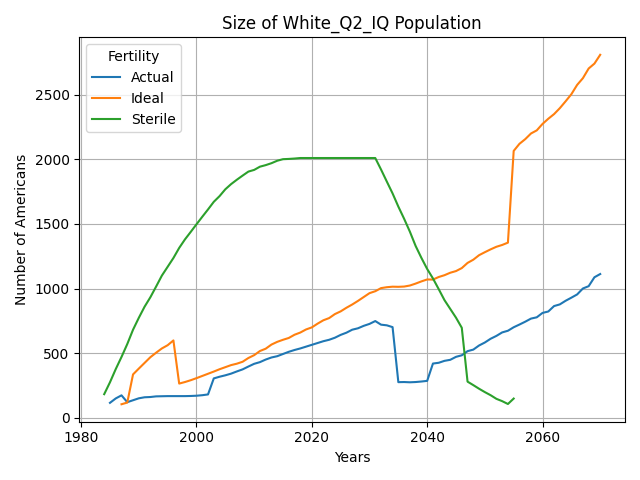 Size of White_Q2_IQ Population
Fertility
Actual
Ideal
Sterile
Number of Americans
2500
2000
1500
1000
500
0
1980
2000
2020
2040
2060
Years